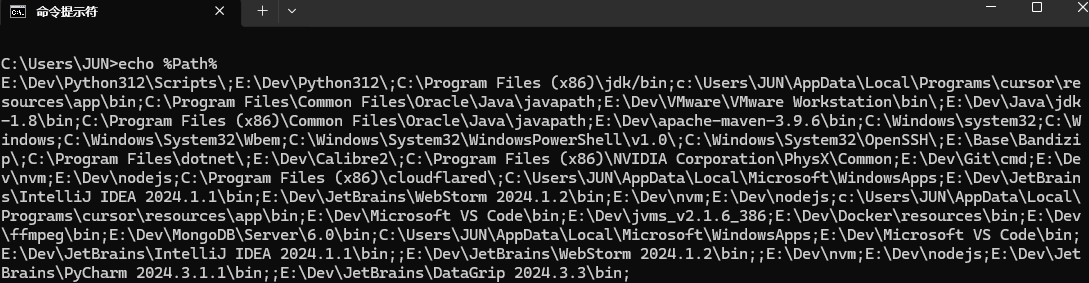 命令提示符
C:\Users\JUN>echo %Path%
E:\Dev\Python312\Scripts\;E:\Dev\Python312\;C:\Program Files (x86)\jdk/bin;c:\Users\JUN\AppData\Local\Programs\cursor\re
sources\app\bin;C:\Program Files\Common Files\Oracle\Java\javapath;E:\Dev\VMware\VMware Workstation\bin\;E:\Dev\Java\jdk
-1.8\bin;C:\Program Files (x86)\Common Files\Oracle\Java\javapath;E:\Dev\apache-maven-3.9.6\bin;C:\Windows\system32;C:\W
indows;C:\Windows\System32\Wbem;C:\Windows\System32\WindowsPowerShell\v1.0\;C:\Windows\System32\OpenSSH\;E:\Base\Bandizi
p\;C:\Program Files\dotnet\;E:\Dev\Calibre2\;C:\Program Files (x86)\NVIDIA Corporation\PhysX\Common;E:\Dev\Git\cmd;E:\De
v\nvm;E:\Dev\nodejs;C:\Program Files (x86)\cloudflared\;C:\Users\JUN\AppData\Local\Microsoft\WindowsApps;E:\Dev\JetBrain
s\IntelliJ IDEA 2024.1.1\bin;E:\Dev\JetBrains\WebStorm 2024.1.2\bin;E:\Dev\nvm;E:\Dev\nodejs;c:\Users\JUN\AppData\Local\
Programs\cursor\resources\app\bin;E:\Dev\Microsoft VS Code\bin;E:\Dev\jvms_v2.1.6_386;E:\Dev\Docker\resources\bin;E:\Dev
\ffmpeg\bin;E:\Dev\MongoDB\Server\6.0\bin;C:\Users\JUN\AppData\Local\Microsoft\WindowsApps;E:\Dev\Microsoft VS Code\bin;
E:\Dev\JetBrains\IntelliJ IDEA 2024.1.1\bin;;E:\Dev\JetBrains\WebStorm 2024.1.2\bin;;E:\Dev\nvm;E:\Dev\nodejs;E:\Dev\Jet
Brains\PyCharm 2024.3.1.1\bin;;E:\Dev\JetBrains\DataGrip 2024.3.3\bin;